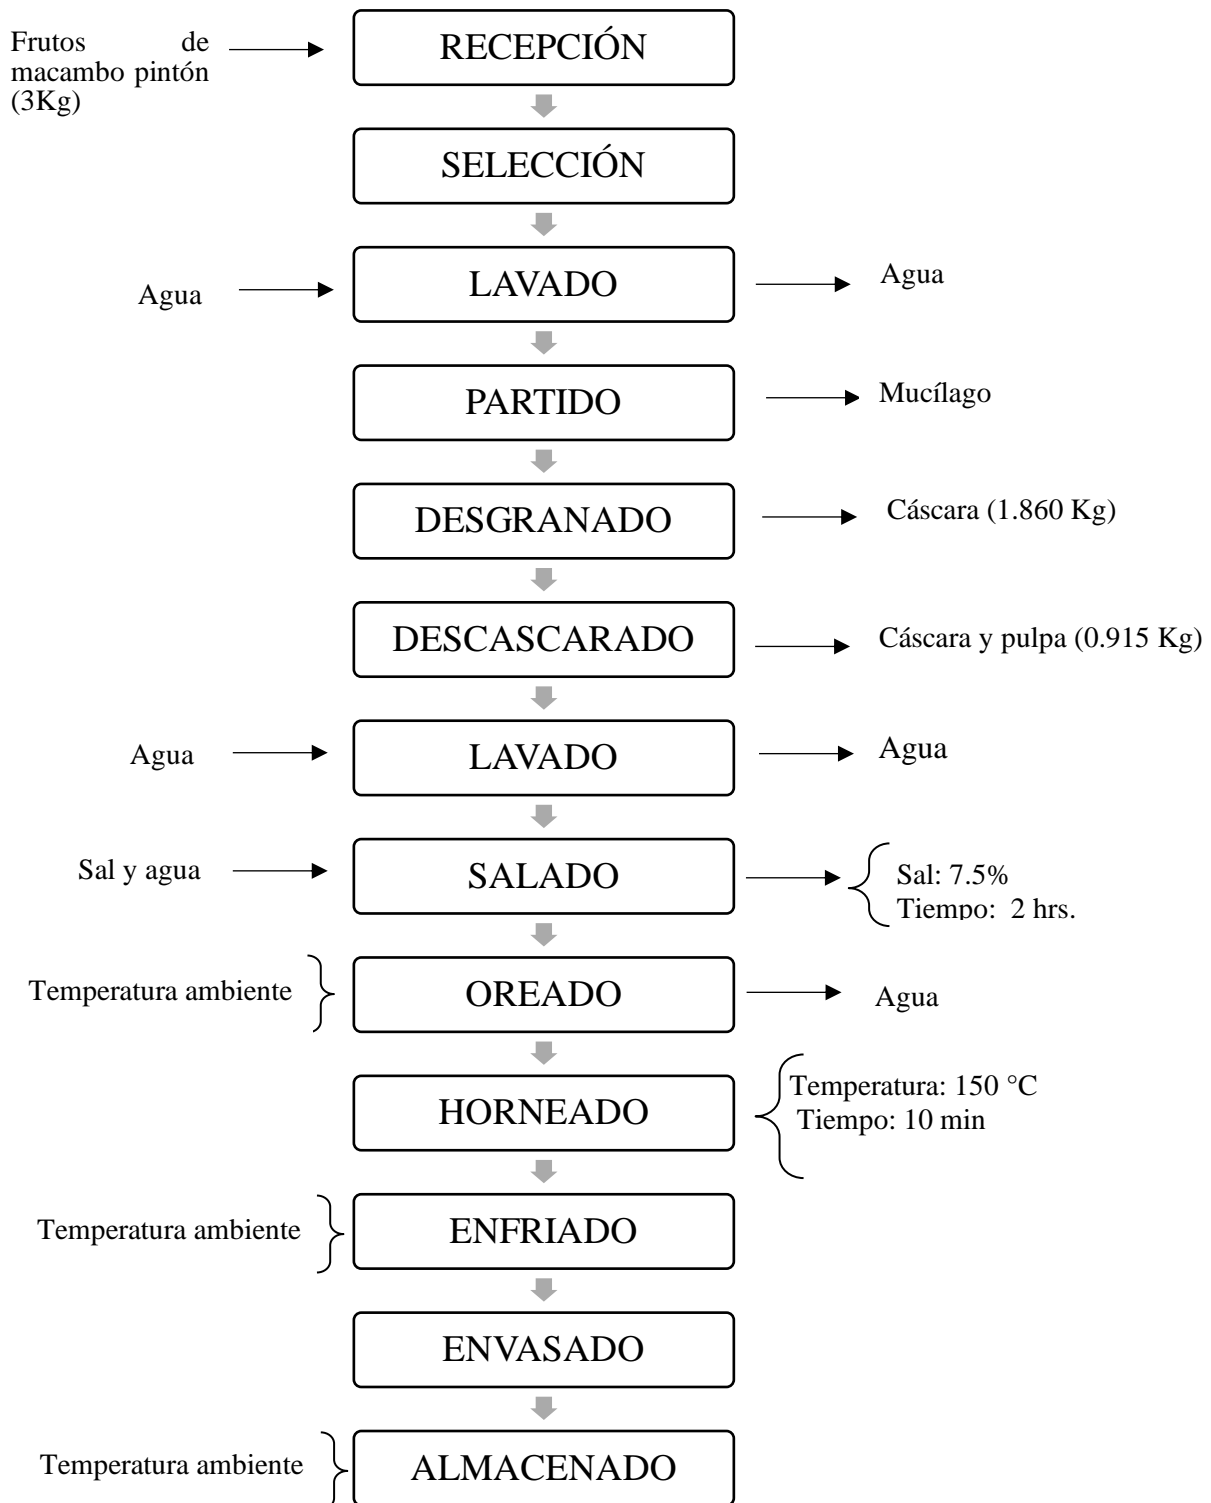 Frutos de
macambo pintón
(3Kg)
RECEPCIÓN
SELECCIÓN
Agua
LAVADO
Agua
PARTIDO
Mucílago
DESGRANADO
Cáscara (1.860 Kg)
DESCASCARADO
Cáscara y pulpa (0.915 Kg)
Agua
LAVADO
Agua
Sal y agua
SALADO
Sal: 7.5%
Tiempo: 2 hrs.
Temperatura ambiente
OREADO
Agua
HORNEADO
Temperatura: 150 °C
Tiempo: 10 min
Temperatura ambiente
ENFRIADO
ENVASADO
Temperatura ambiente
ALMACENADO